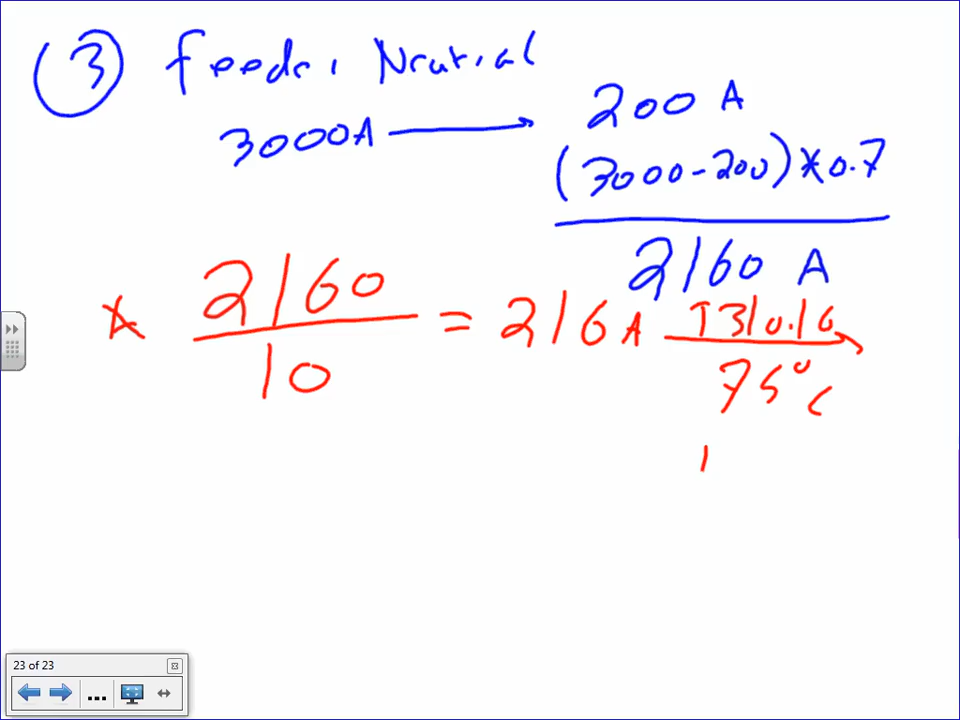 3 Feeder Neutral
3000A → 200 A
(3000-200)*0.7
2160 A
* 2160 / 10 = 216 A T310.16 →
75°C
23 of 23
...